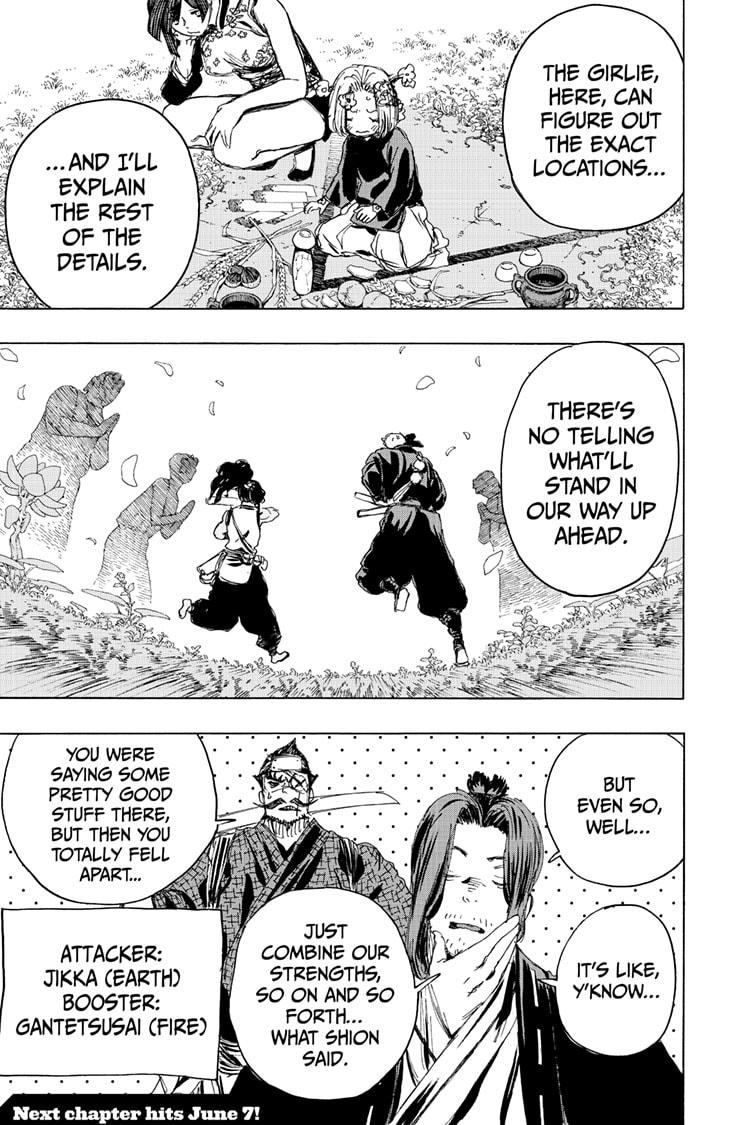 THE GIRLIE,
HERE, CAN
FIGURE OUT
THE EXACT
LOCATIONS...
...AND I'LL
EXPLAIN
THE REST
OF THE
DETAILS.
THERE'S
NO TELLING
WHAT'LL
STAND IN
OUR WAY UP
AHEAD.
BUT
EVEN SO,
WELL...
IT'S LIKE,
Y'KNOW...
JUST
COMBINE OUR
STRENGTHS,
SO ON AND SO
FORTH...
WHAT SHION
SAID.
YOU WERE
SAYING SOME
PRETTY GOOD
STUFF THERE,
BUT THEN YOU
TOTALLY FELL
APART...
ATTACKER:
JIKKA (EARTH)
BOOSTER:
GANTETSUSAI (FIRE)
Next chapter hits June 7!